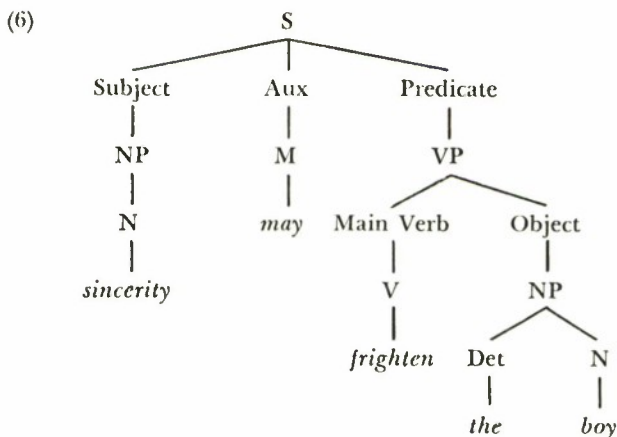 (6) S
Subject Aux Predicate
NP M VP
N may Main Verb Object
sincerity V NP
frighten Det N
the boy